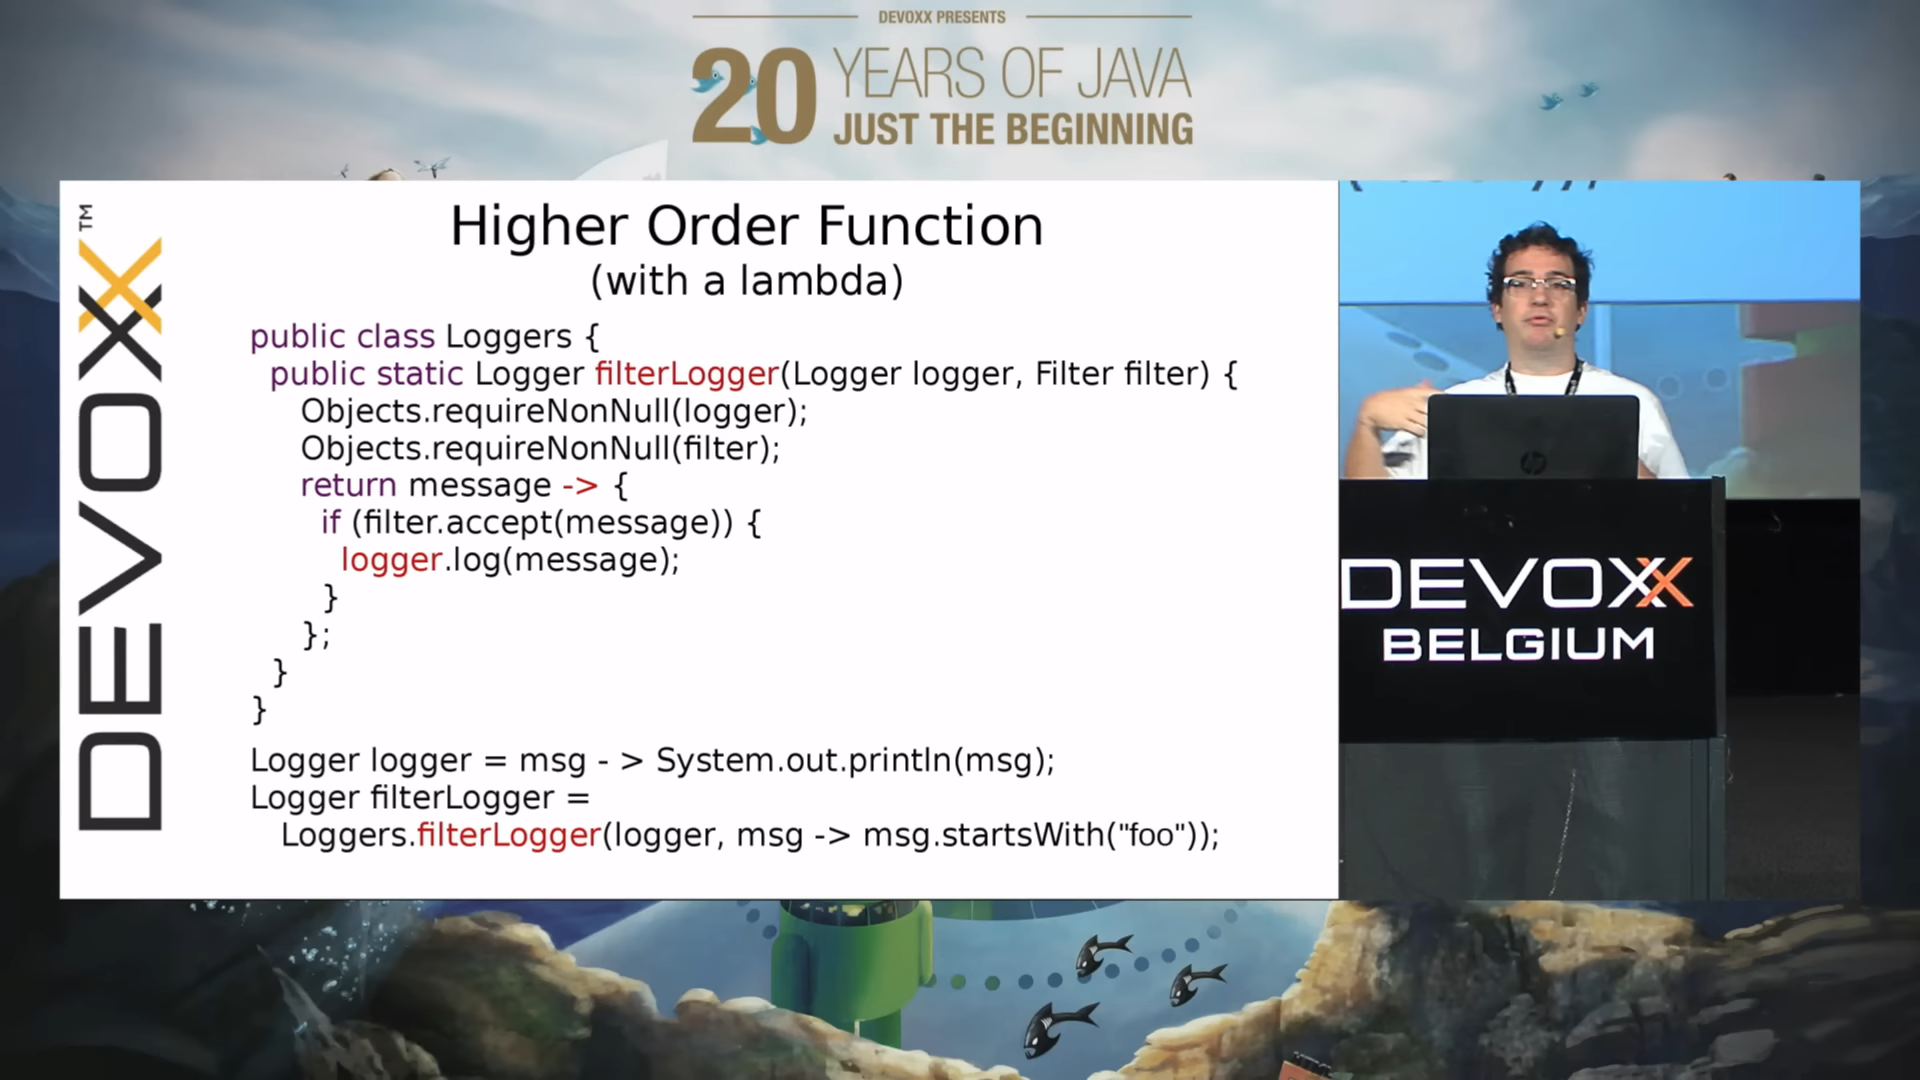 DEVOXX PRESENTS
20 YEARS OF JAVA
JUST THE BEGINNING
DEVOXX™
Higher Order Function
(with a lambda)
public class Loggers {
public static Logger filterLogger(Logger logger, Filter filter) {
Objects.requireNonNull(logger);
Objects.requireNonNull(filter);
return message -> {
if (filter.accept(message)) {
logger.log(message);
}
};
}
}
Logger logger = msg - > System.out.println(msg);
Logger filterLogger =
Loggers.filterLogger(logger, msg -> msg.startsWith("foo"));
hp
DEVOXX
BELGIUM